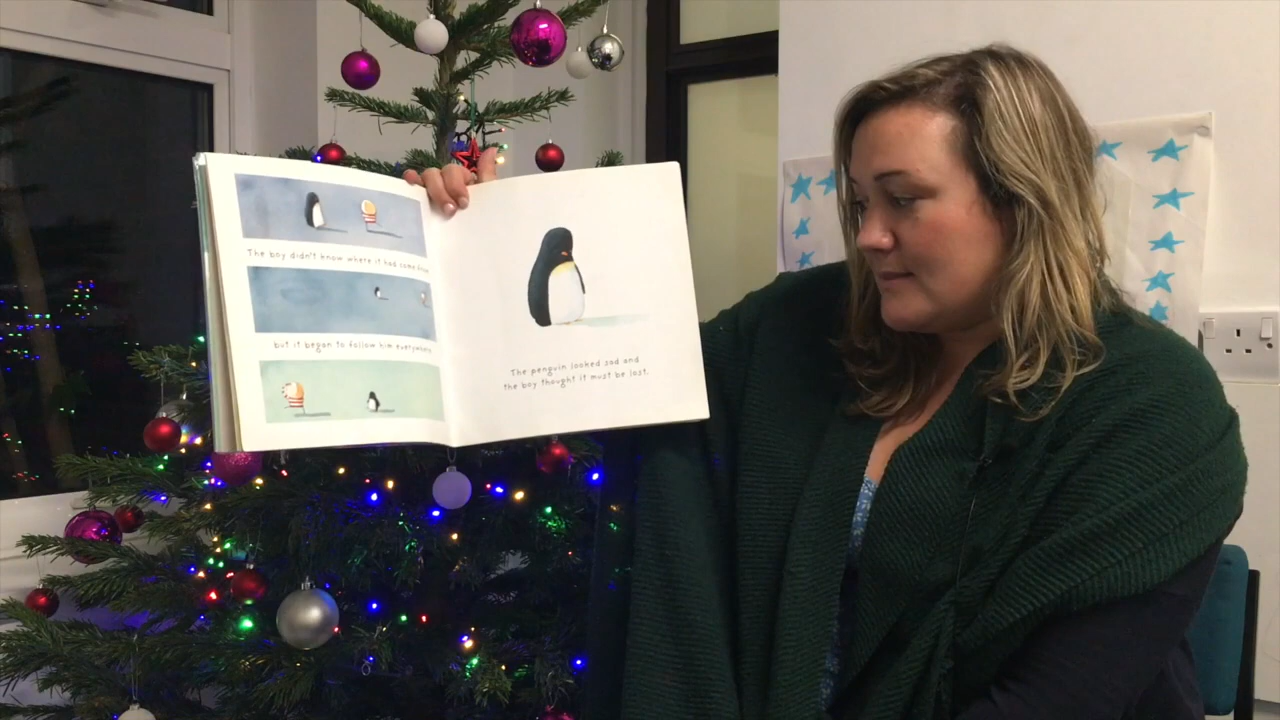 The boy didn't know where it had come from
but it began to follow him everywhere.
The penguin looked sad and
the boy thought it must be lost.